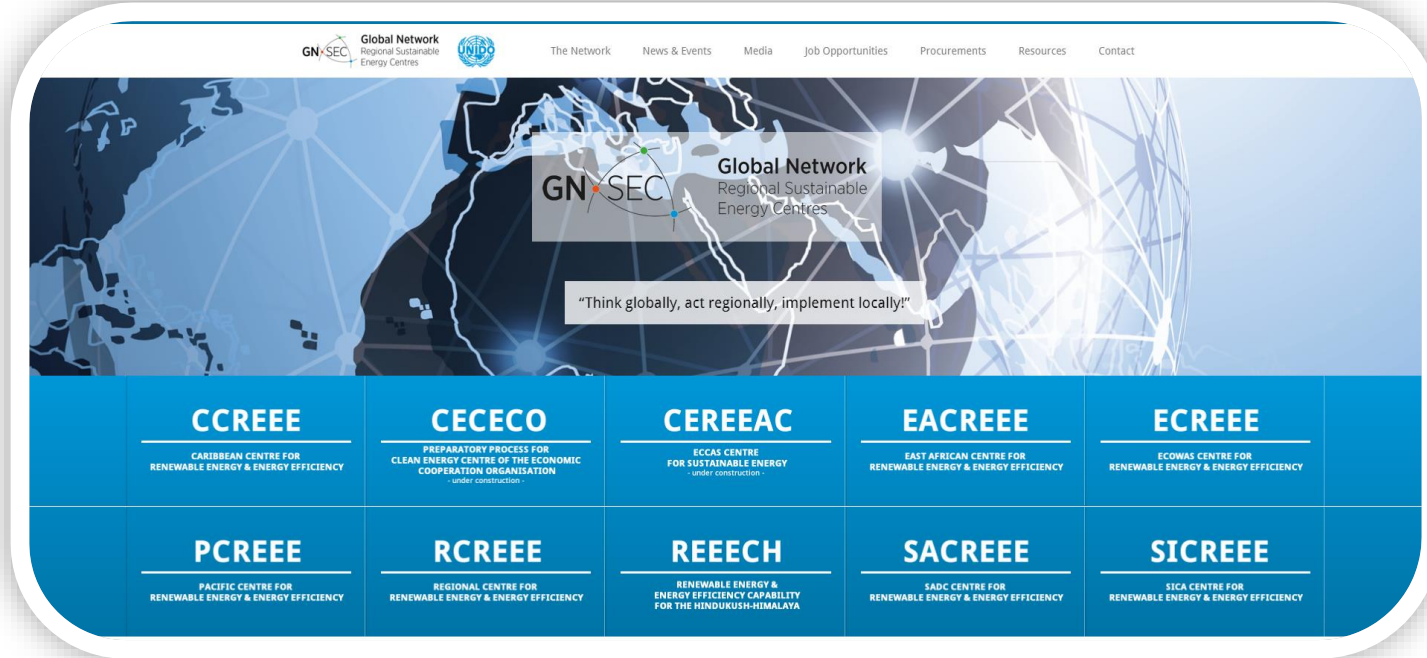 GN SEC
Global Network
Regional Sustainable
Energy Centres
UNIDO
The Network News & Events Media Job Opportunities Procurements Resources Contact
GN SEC
Global Network
Regional Sustainable
Energy Centres
“Think globally, act regionally, implement locally!”
CCREEE
CARIBBEAN CENTRE FOR
RENEWABLE ENERGY & ENERGY EFFICIENCY
CECECO
PREPARATORY PROCESS FOR
CLEAN ENERGY CENTRE OF THE ECONOMIC
COOPERATION ORGANISATION
- under construction -
CEREEAC
ECCAS CENTRE
FOR SUSTAINABLE ENERGY
- under construction -
EACREEE
EAST AFRICAN CENTRE FOR
RENEWABLE ENERGY & ENERGY EFFICIENCY
ECREEE
ECOWAS CENTRE FOR
RENEWABLE ENERGY & ENERGY EFFICIENCY
PCREEE
PACIFIC CENTRE FOR
RENEWABLE ENERGY & ENERGY EFFICIENCY
RCREEE
REGIONAL CENTRE FOR
RENEWABLE ENERGY & ENERGY EFFICIENCY
REEECH
RENEWABLE ENERGY &
ENERGY EFFICIENCY CAPABILITY
FOR THE HINDUKUSH-HIMALAYA
SACREEE
SADC CENTRE FOR
RENEWABLE ENERGY & ENERGY EFFICIENCY
SICREEE
SICA CENTRE FOR
RENEWABLE ENERGY & ENERGY EFFICIENCY